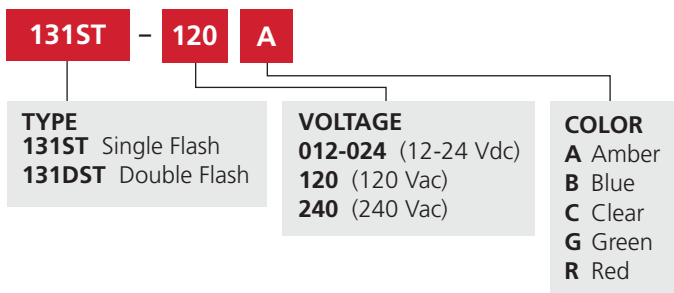 131ST – 120 A
TYPE
131ST Single Flash
131DST Double Flash
VOLTAGE
012-024 (12-24 Vdc)
120 (120 Vac)
240 (240 Vac)
COLOR
A Amber
B Blue
C Clear
G Green
R Red